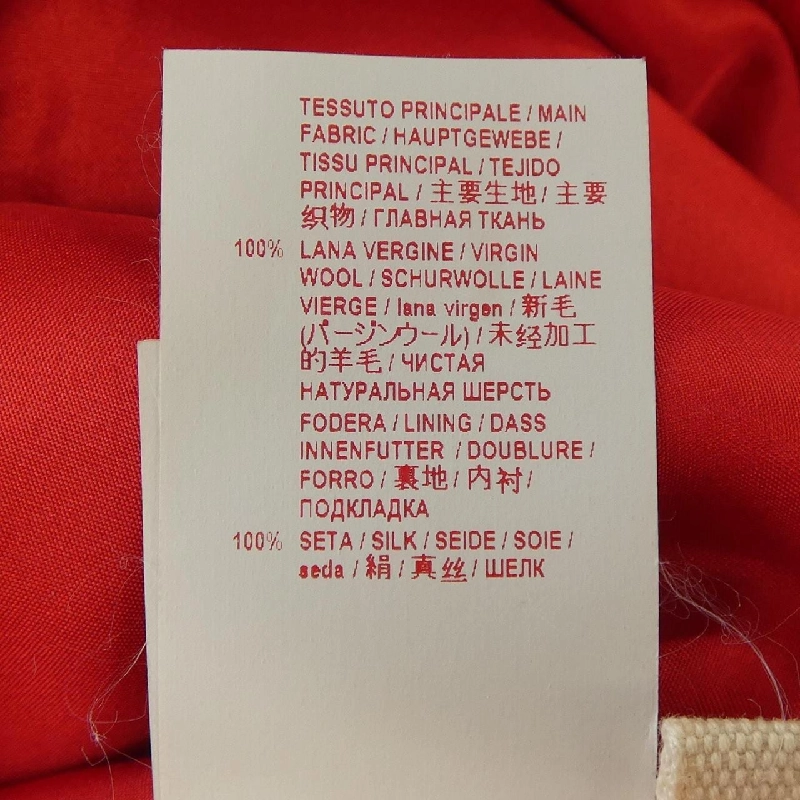 TESSUTO PRINCIPALE / MAIN
FABRIC / HAUPTGEWEBE /
TISSU PRINCIPAL / TEJIDO
PRINCIPAL / 主要生地 / 主要
织物 / ГЛАВНАЯ ТКАНЬ
100% LANA VERGINE / VIRGIN
WOOL / SCHURWOLLE / LAINE
VIERGE / lana virgen / 新毛
(バージンウール) / 未经加工
的羊毛 / ЧИСТАЯ
НАТУРАЛЬНАЯ ШЕРСТЬ
FODERA / LINING / DASS
INNENFUTTER / DOUBLURE /
FORRO / 裏地 / 内衬 /
ПОДКЛАДКА
100% SETA / SILK / SEIDE / SOIE /
seda / 絹 / 真丝 / ШЕЛК